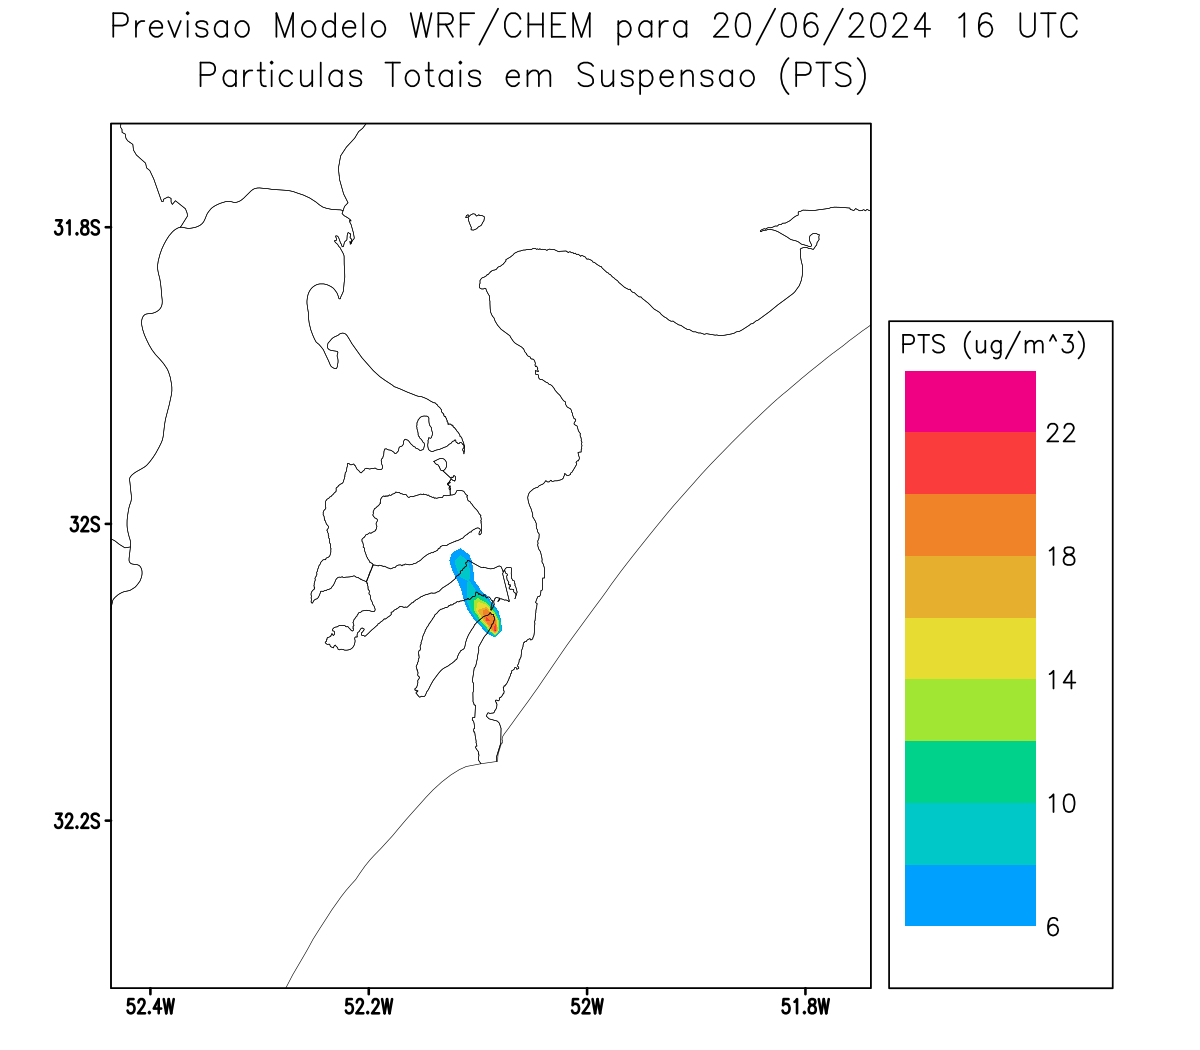 Previsao Modelo WRF/CHEM para 20/06/2024 16 UTC
Particulas Totais em Suspensao (PTS)
31.8S
32S
32.2S
52.4W
52.2W
52W
51.8W
PTS (ug/m^3)
22
18
14
10
6